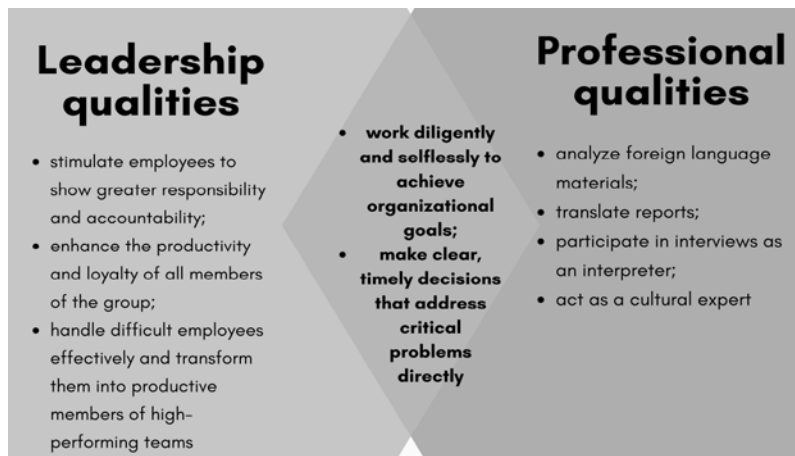 Leadership
qualities
• stimulate employees to
show greater responsibility
and accountability;
• enhance the productivity
and loyalty of all members
of the group;
• handle difficult employees
effectively and transform
them into productive
members of high-
performing teams
• work diligently
and selflessly to
achieve
organizational
goals;
• make clear,
timely decisions
that address
critical
problems
directly
Professional
qualities
• analyze foreign language
materials;
• translate reports;
• participate in interviews as
an interpreter;
• act as a cultural expert